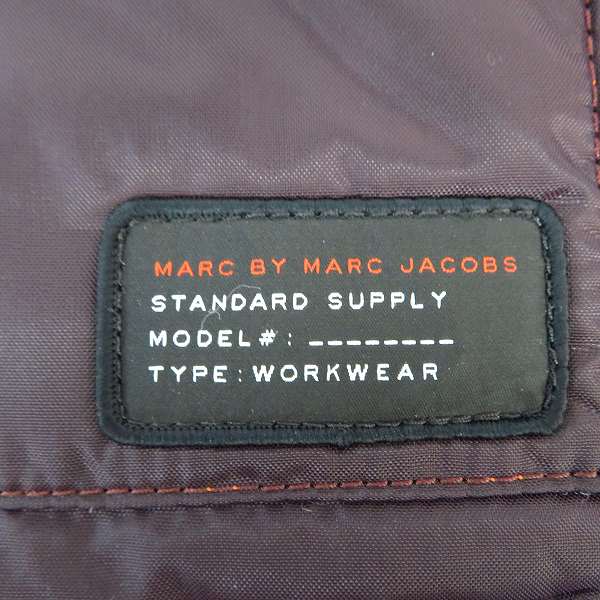 MARC BY MARC JACOBS
STANDARD SUPPLY
MODEL#: ________
TYPE:WORKWEAR